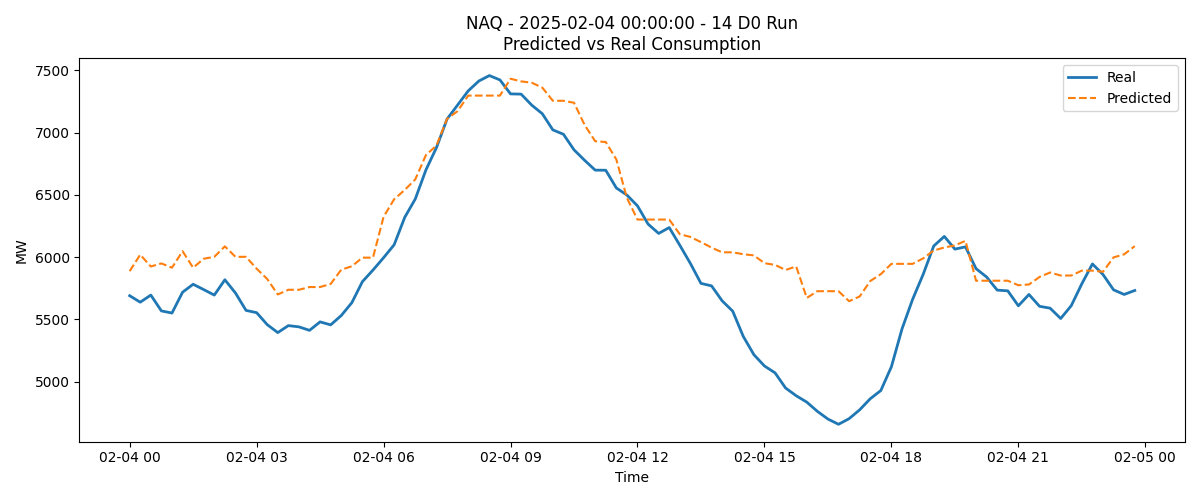 NAQ - 2025-02-04 00:00:00 - 14 D0 Run
Predicted vs Real Consumption
Real
Predicted
MW
7500
7000
6500
6000
5500
5000
02-04 00
02-04 03
02-04 06
02-04 09
02-04 12
02-04 15
02-04 18
02-04 21
02-05 00
Time